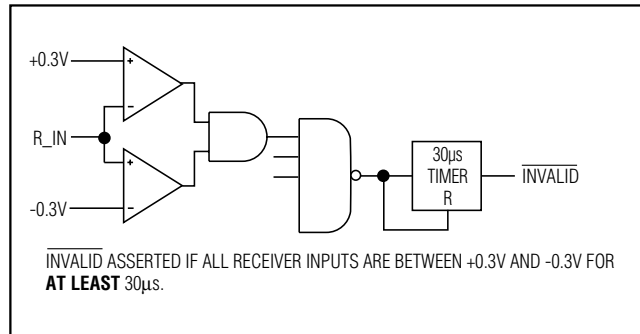 +0.3V
R_IN
-0.3V
+
-
+
-
30µs
TIMER
R
INVALID
INVALID ASSERTED IF ALL RECEIVER INPUTS ARE BETWEEN +0.3V AND -0.3V FOR
AT LEAST 30µs.